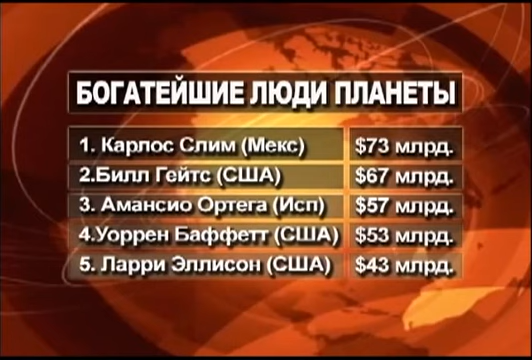 БОГАТЕЙШИЕ ЛЮДИ ПЛАНЕТЫ
1. Карлос Слим (Мекс) $73 млрд.
2.Билл Гейтс (США) $67 млрд.
3. Амансио Ортега (Исп) $57 млрд.
4.Уоррен Баффетт (США) $53 млрд.
5. Ларри Эллисон (США) $43 млрд.